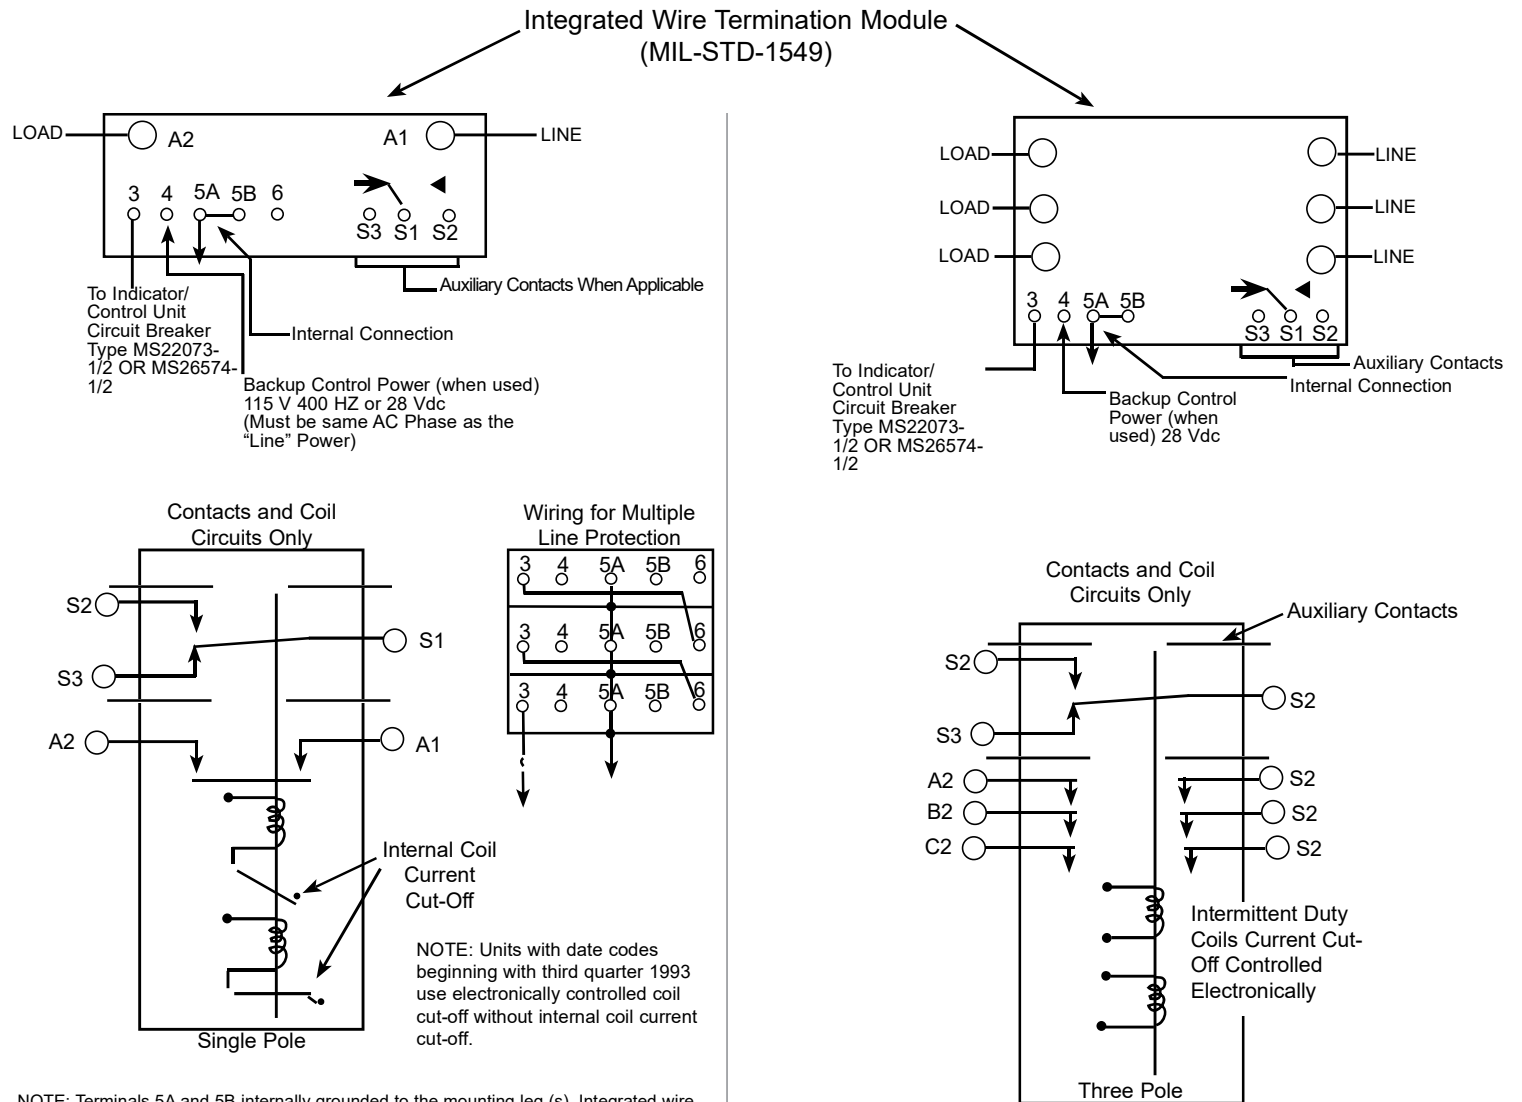 Integrated Wire Termination Module
(MIL-STD-1549)
LOAD
A2
A1
LINE
3
4
5A
5B
6
S3
S1
S2
To Indicator/
Control Unit
Circuit Breaker
Type MS22073-
1/2 OR MS26574-
1/2
Auxiliary Contacts When Applicable
Internal Connection
Backup Control Power (when used)
115 V 400 HZ or 28 Vdc
(Must be same AC Phase as the
“Line” Power)
Contacts and Coil
Circuits Only
S2
S1
S3
A2
A1
Internal Coil
Current
Cut-Off
Single Pole
Wiring for Multiple
Line Protection
3 4 5A 5B 6
3 4 5A 5B 6
3 4 5A 5B 6
NOTE: Units with date codes
beginning with third quarter 1993
use electronically controlled coil
cut-off without internal coil current
cut-off.
NOTE: Terminals 5A and 5B internally grounded to the mounting leg (s). Integrated wire
LOAD
LINE
LOAD
LINE
LOAD
LINE
3
4
5A
5B
S3
S1
S2
To Indicator/
Control Unit
Circuit Breaker
Type MS22073-
1/2 OR MS26574-
1/2
Auxiliary Contacts
Internal Connection
Backup Control
Power (when
used) 28 Vdc
Contacts and Coil
Circuits Only
Auxiliary Contacts
S2
S2
S3
A2
S2
B2
S2
C2
S2
Intermittent Duty
Coils Current Cut-
Off Controlled
Electronically
Three Pole